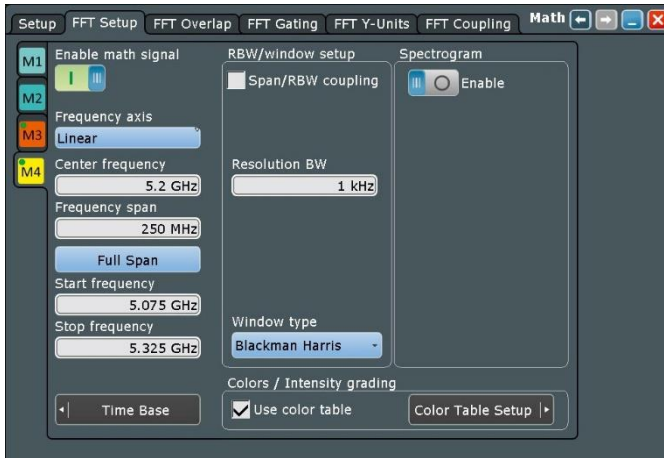 Setup FFT Setup FFT Overlap FFT Gating FFT Y-Units FFT Coupling Math
M1
M2
M3
M4
Enable math signal
Frequency axis
Linear
Center frequency
5.2 GHz
Frequency span
250 MHz
Full Span
Start frequency
5.075 GHz
Stop frequency
5.325 GHz
Time Base
RBW/window setup
Span/RBW coupling
Resolution BW
1 kHz
Window type
Blackman Harris
Spectrogram
Enable
Colors / Intensity grading
Use color table
Color Table Setup